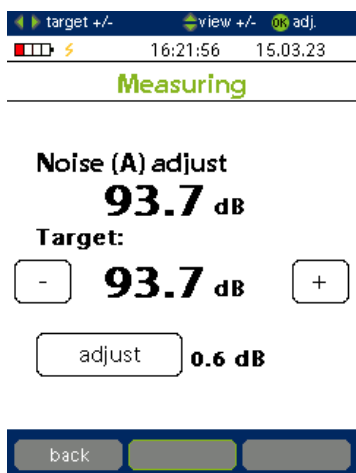 target +/- view +/- OK adj.
16:21:56 15.03.23
Measuring
Noise (A) adjust
93.7 dB
Target:
- 93.7 dB +
adjust 0.6 dB
back